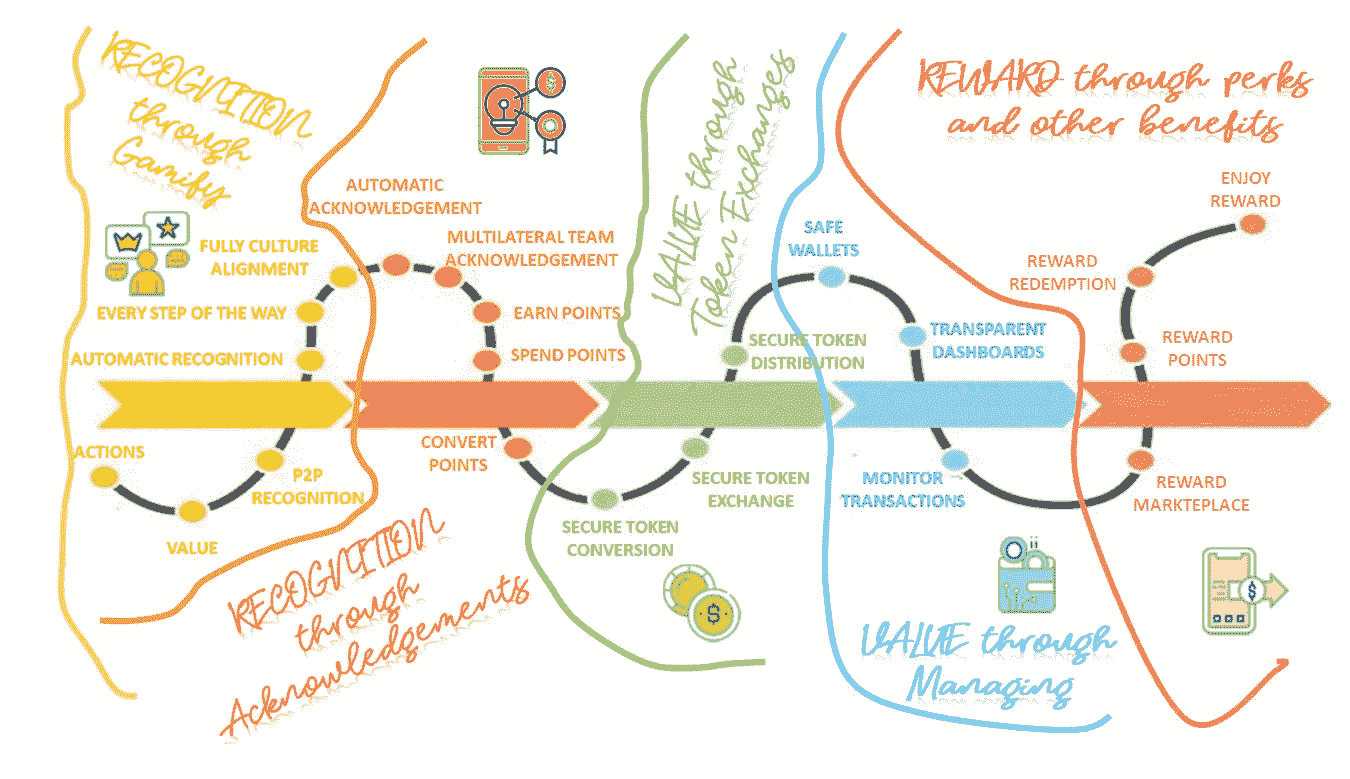 RECOGNITION
through
Gamify
FULLY CULTURE
ALIGNMENT
EVERY STEP OF THE WAY
AUTOMATIC RECOGNITION
ACTIONS
VALUE
P2P
RECOGNITION
AUTOMATIC
ACKNOWLEDGEMENT
MULTILATERAL TEAM
ACKNOWLEDGEMENT
EARN POINTS
SPEND POINTS
CONVERT
POINTS
RECOGNITION
through
Acknowledgements
VALUE through
Token Exchanges
SECURE TOKEN
DISTRIBUTION
SECURE TOKEN
EXCHANGE
SECURE TOKEN
CONVERSION
$
SAFE
WALLETS
TRANSPARENT
DASHBOARDS
MONITOR
TRANSACTIONS
VALUE through
Managing
REWARD through perks
and other benefits
ENJOY
REWARD
REWARD
REDEMPTION
REWARD
POINTS
REWARD
MARKTEPLACE
$